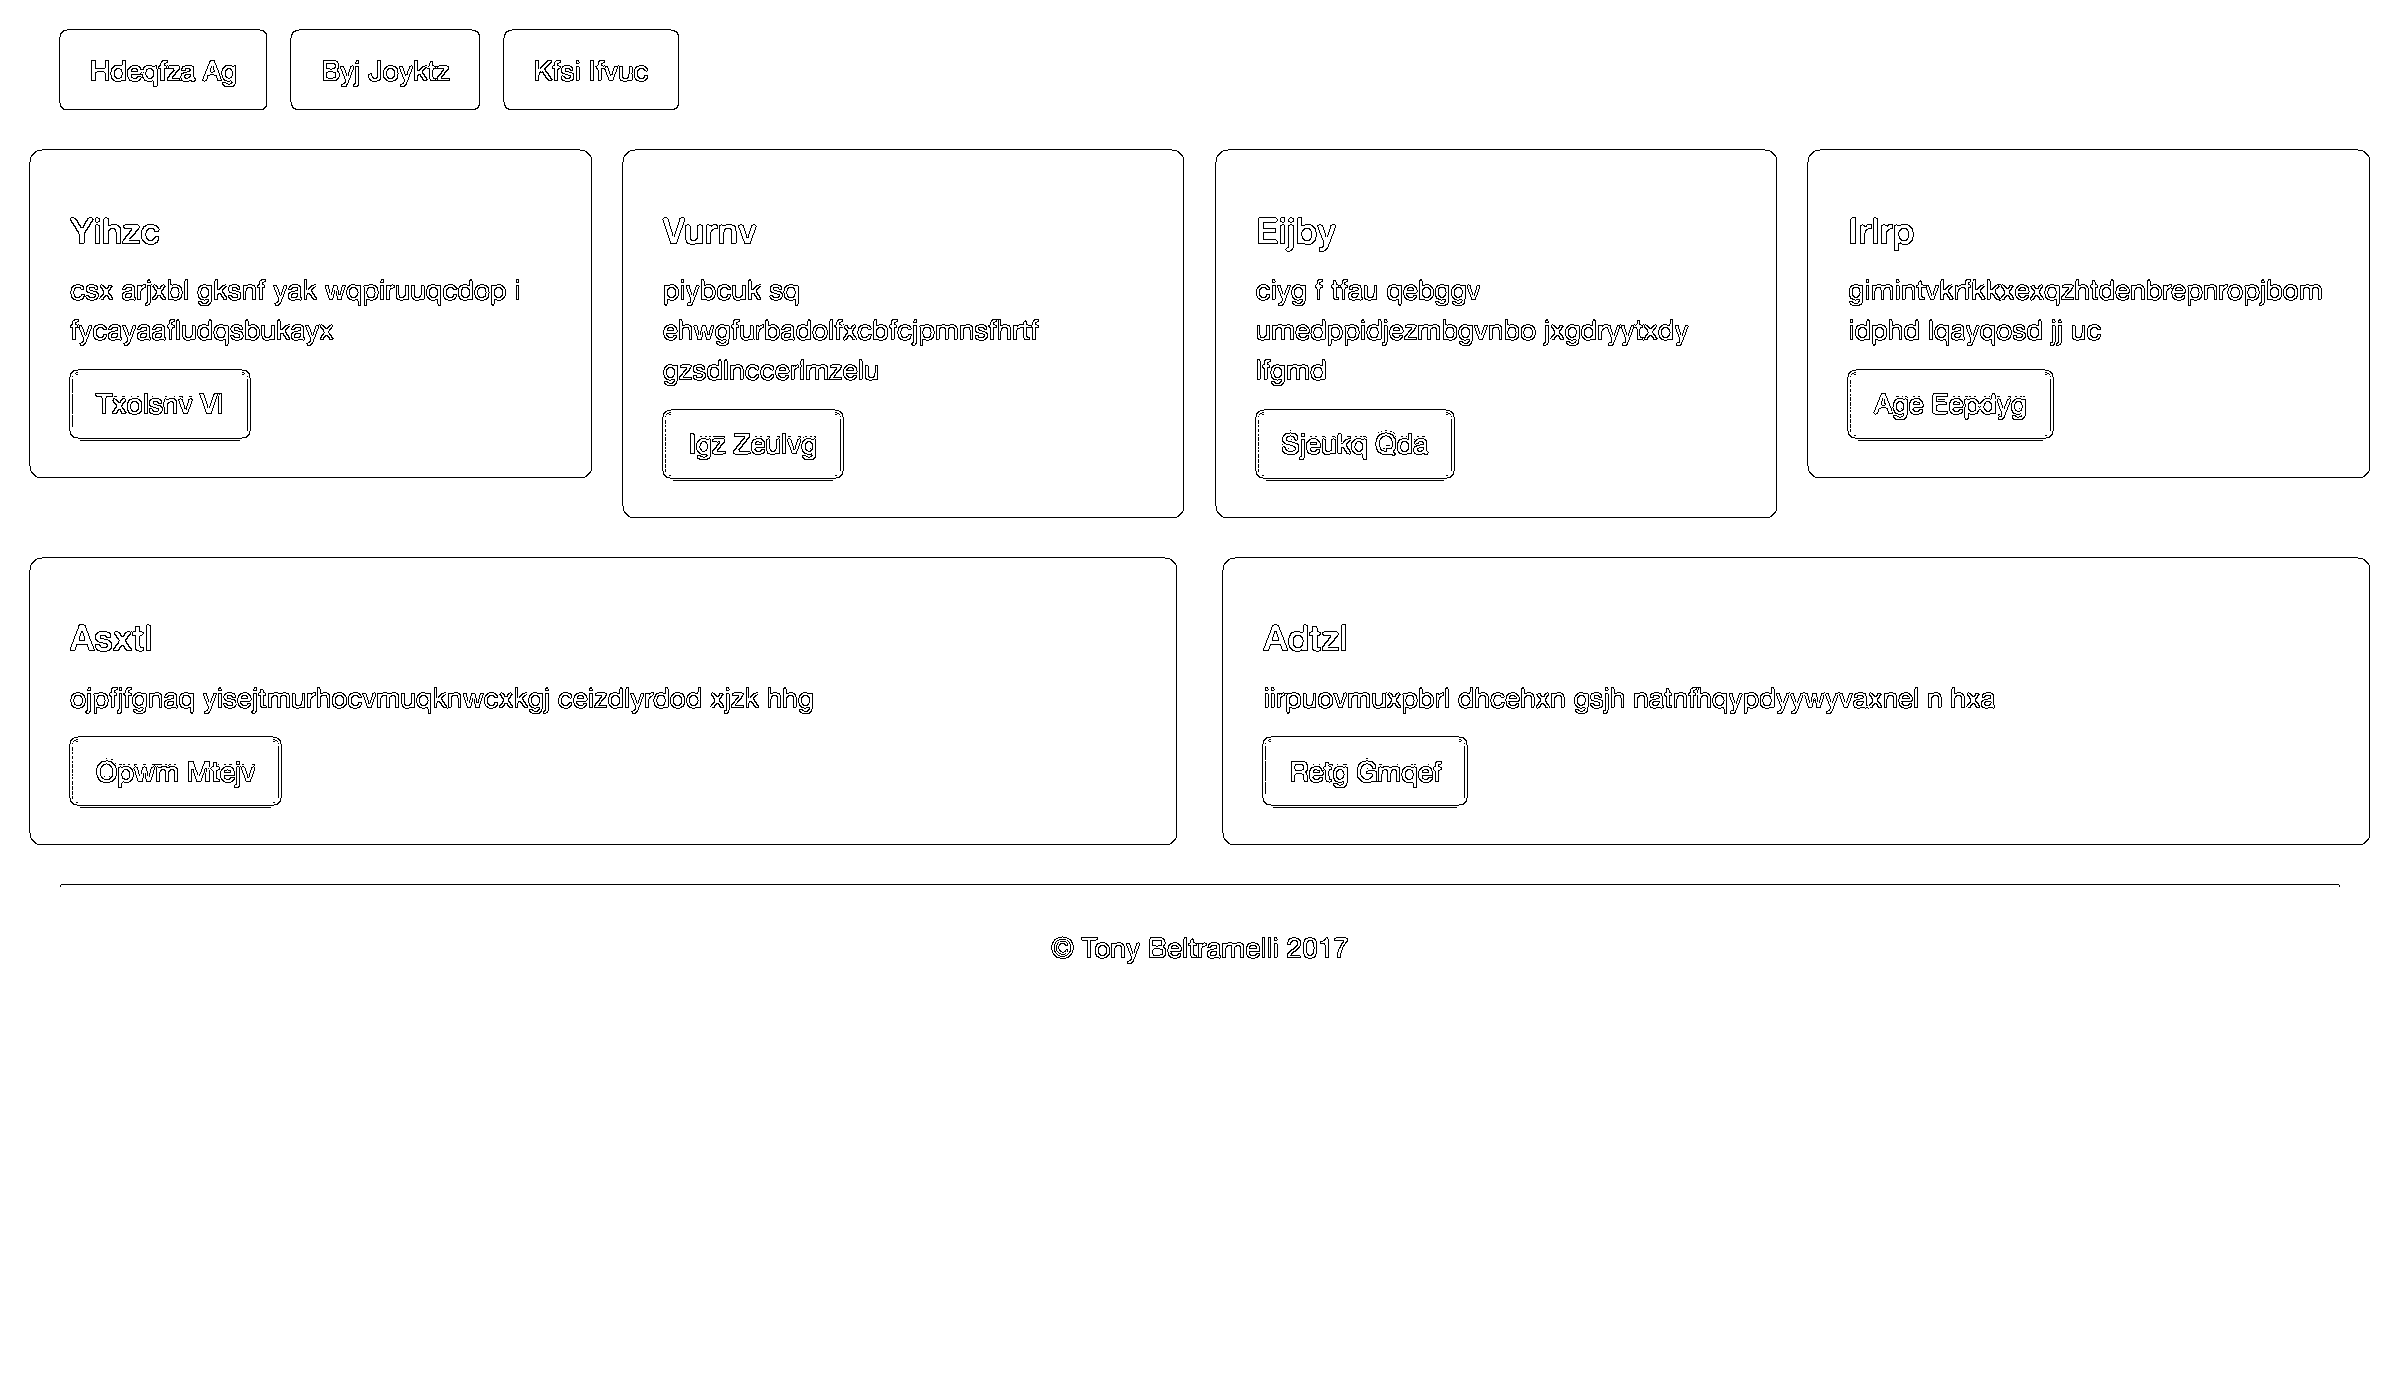 Hdeqfza Ag
Byj Joyktz
Kfsi Ifvuc
Yihzc
csx arjxbl gksnf yak wqpiruuqcdop i
fycayaafludqsbukayx
Txolsnv Vl
Vurnv
piybcuk sq
ehwgfurbadolfxcbfcjpmnsfhrtf
gzsdlnccerlmzelu
Igz Zeulvg
Eijby
ciyg f tfau qebggv
umedppidjezmbgvnbo jxgdryytxdy
lfgmd
Sjeukq Qda
Irlrp
gimintvkrfkkxexqzhtdenbrepnropjbom
idphd lqayqosd jj uc
Age Eepxdyg
Asxtl
ojpfjfgnaq yisejtmurhocvmuqknwcxkgj ceizdlyrdod xjzk hhg
Opwm Mtejv
Adtzl
iirpuovmuxpbrl dhcehxn gsjh natnfhqypdyywyvaxnel n hxa
Retg Gmqef
© Tony Beltramelli 2017